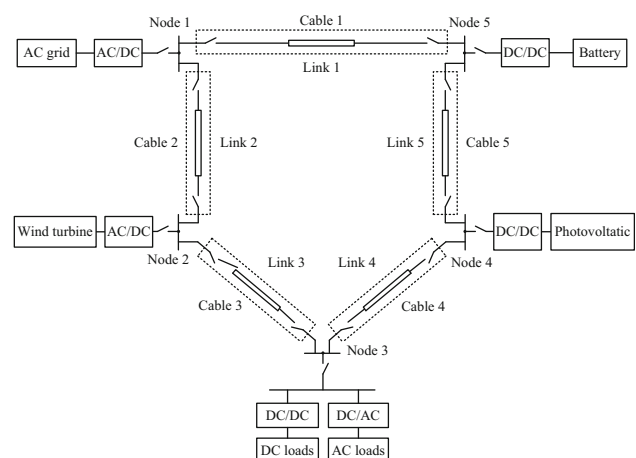 Cable 1
Node 1
Node 5
AC grid
AC/DC
DC/DC
Battery
Link 1
Cable 2
Link 2
Link 5
Cable 5
Wind turbine
AC/DC
DC/DC
Photovoltatic
Node 2
Link 3
Link 4
Node 4
Cable 3
Cable 4
Node 3
DC/DC
DC/AC
DC loads
AC loads